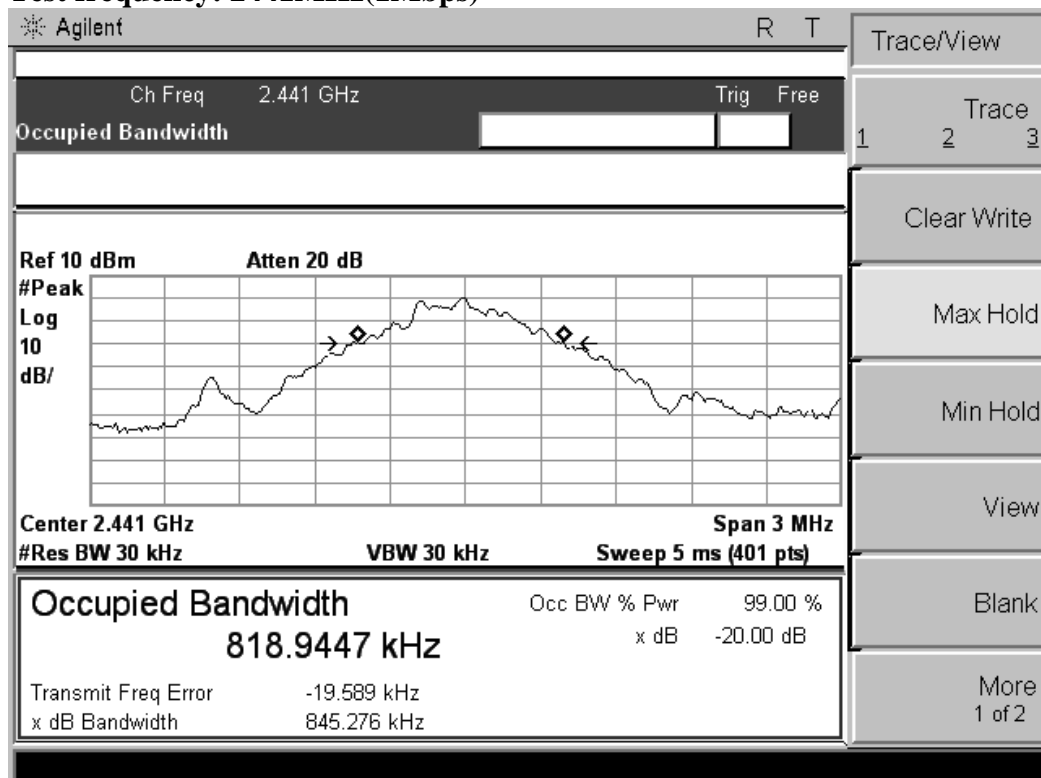 Test frequency: 2441MHz(1Mbps)
Agilent R T
Trace/View
Ch Freq 2.441 GHz Trig Free
Occupied Bandwidth
Trace
1 2 3
Clear Write
Ref 10 dBm Atten 20 dB
#Peak
Log
10
dB/
Max Hold
Min Hold
View
Center 2.441 GHz Span 3 MHz
#Res BW 30 kHz VBW 30 kHz Sweep 5 ms (401 pts)
Occupied Bandwidth Occ BW % Pwr 99.00 %
818.9447 kHz x dB -20.00 dB
Blank
Transmit Freq Error -19.589 kHz
x dB Bandwidth 845.276 kHz
More
1 of 2